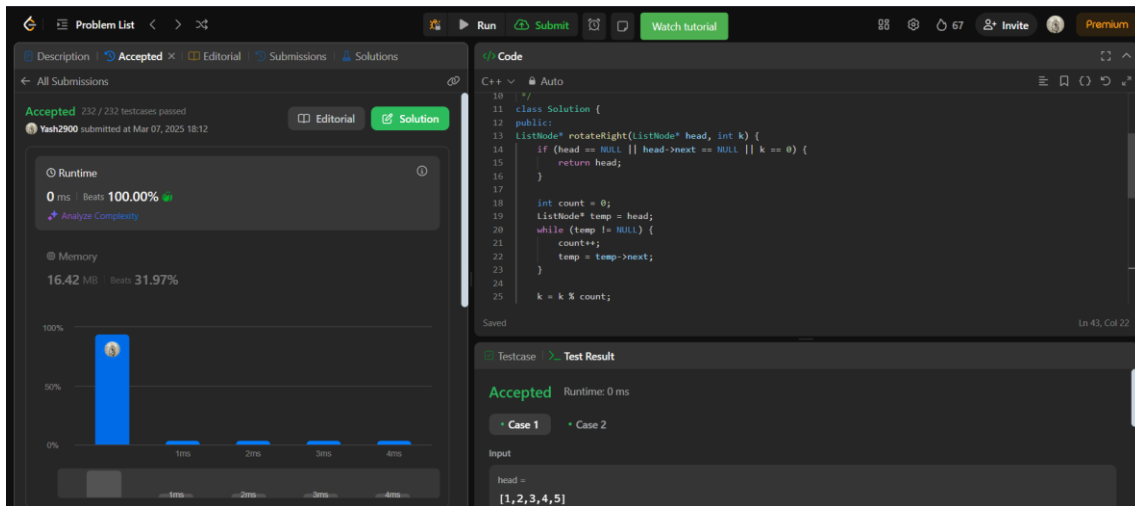 Problem List
Run
Submit
Watch tutorial
67
Invite
Premium
Description
Accepted
Editorial
Submissions
Solutions
All Submissions
Accepted 232 / 232 testcases passed
Yash2900 submitted at Mar 07, 2025 18:12
Editorial
Solution
Runtime
0 ms Beats 100.00%
Analyze Complexity
Memory
16.42 MB Beats 31.97%
100%
50%
0%
1ms 2ms 3ms 4ms
1ms 2ms 3ms 4ms
</> Code
C++ Auto
10 */
11 class Solution {
12 public:
13 ListNode* rotateRight(ListNode* head, int k) {
14 if (head == NULL || head->next == NULL || k == 0) {
15 return head;
16 }
17
18 int count = 0;
19 ListNode* temp = head;
20 while (temp != NULL) {
21 count++;
22 temp = temp->next;
23 }
24
25 k = k % count;
Saved
Ln 43, Col 22
Testcase
>_ Test Result
Accepted Runtime: 0 ms
• Case 1 • Case 2
Input
head =
[1,2,3,4,5]